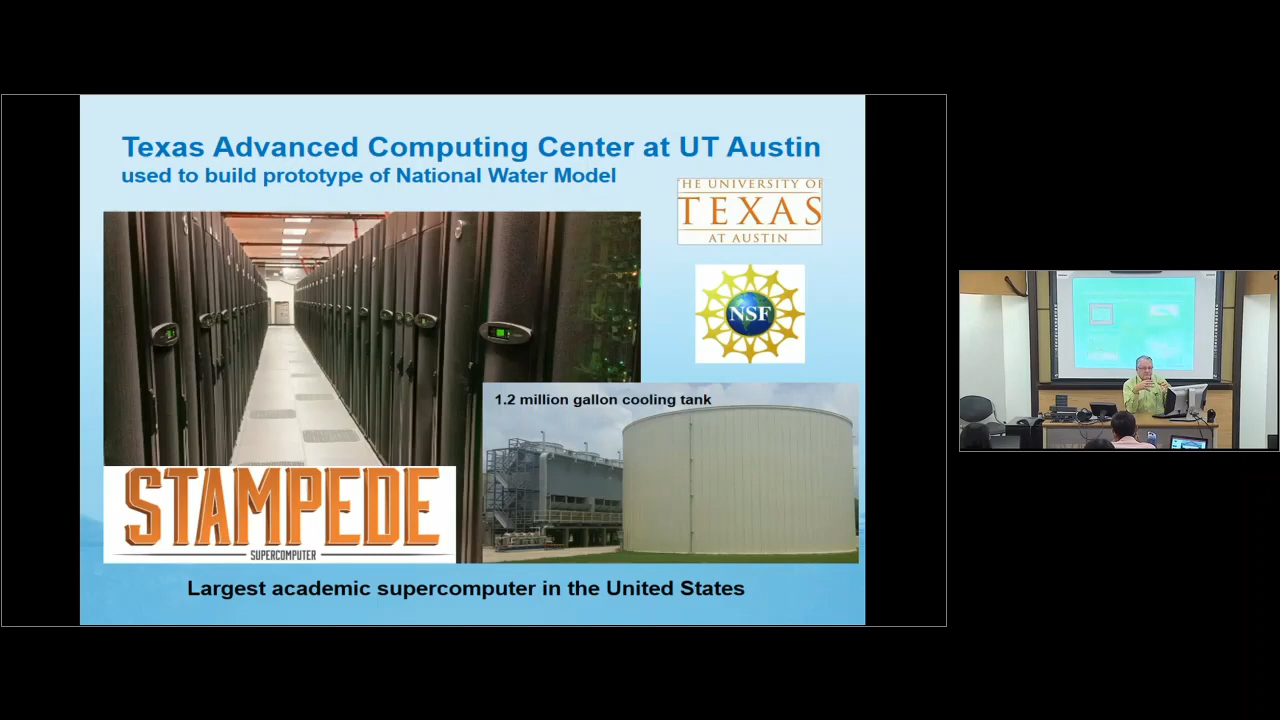 Texas Advanced Computing Center at UT Austin
used to build prototype of National Water Model
THE UNIVERSITY OF
TEXAS
AT AUSTIN
NSF
1.2 million gallon cooling tank
STAMPEDE
SUPERCOMPUTER
Largest academic supercomputer in the United States